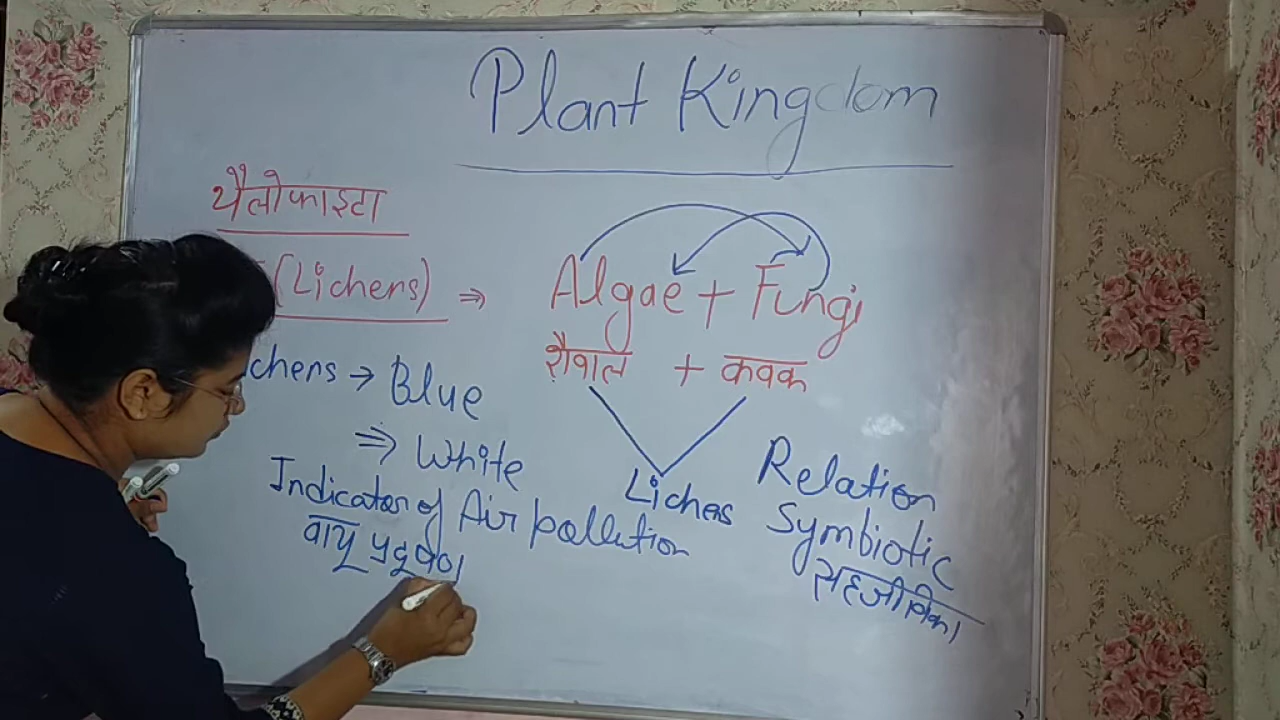 Plant Kingdom
थैलोफाइटा
(Lichens) ⇒ Algae + Fungi
शैवाल + कवक
chens → Blue
⇒ White
Lichens
Indicator of Air pollution
वायू प्रदूषण
Relation
Symbiotic
सहजीविका